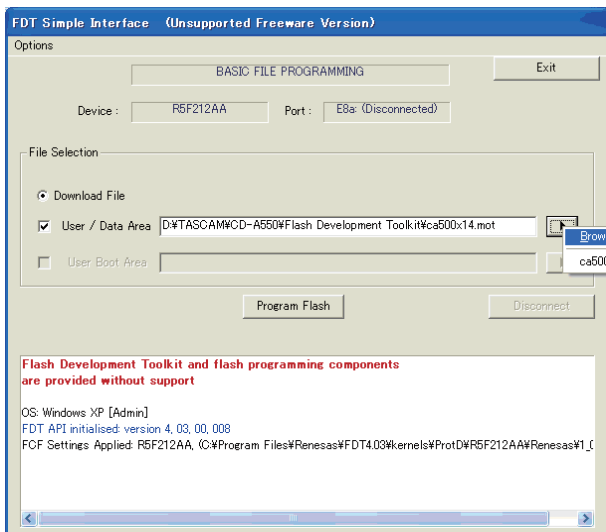 FDT Simple Interface (Unsupported Freeware Version)
Options
BASIC FILE PROGRAMMING
Exit
Device : R5F212AA Port : E8a: (Disconnected)
File Selection
Download File
User / Data Area D:¥TASCAM¥CD-A550¥Flash Development Toolkit¥ca500x14.mot
Brow
User Boot Area
ca500
Program Flash Disconnect
Flash Development Toolkit and flash programming components
are provided without support
OS: Windows XP [Admin]
FDT API initialised: version 4, 03, 00, 008
FCF Settings Applied: R5F212AA, (C:¥Program Files¥Renesas¥FDT4.03¥kernels¥ProtD¥R5F212AA¥Renesas¥1_0